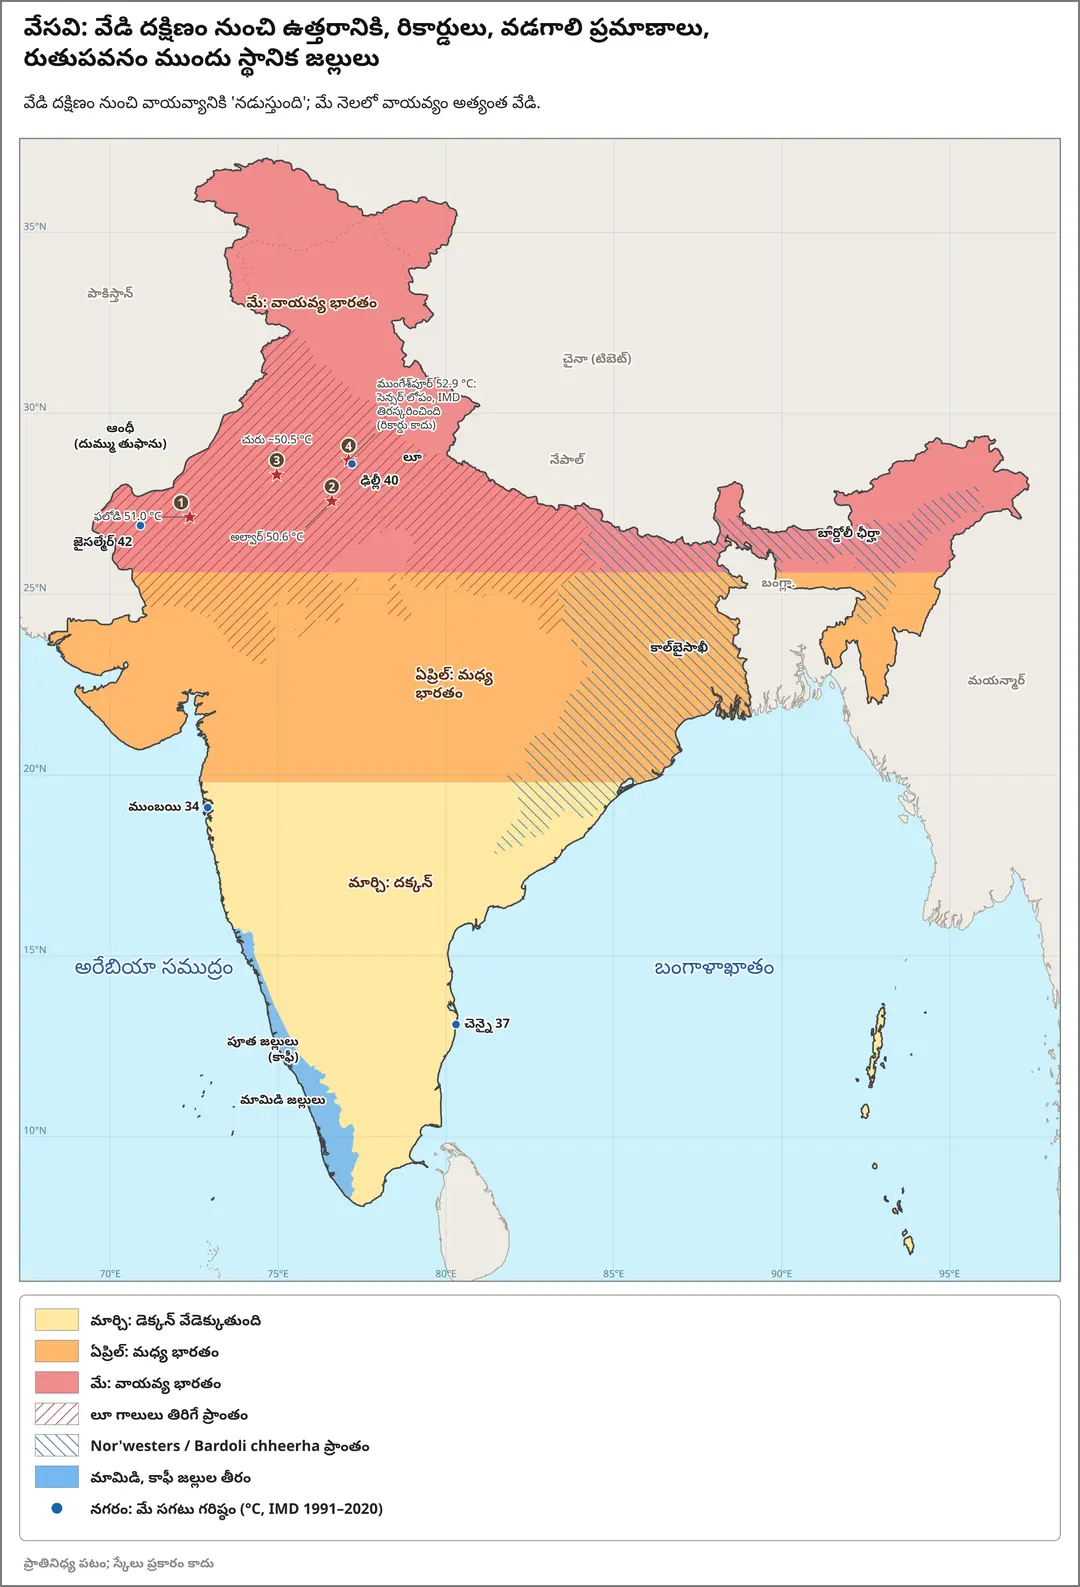 వేసవి: వేడి దక్షిణం నుంచి ఉత్తరానికి, రికార్డులు, వడగాలి ప్రమాణాలు,
రుతుపవనం ముందు స్థానిక జల్లులు
వేడి దక్షిణం నుంచి వాయవ్యానికి 'నడుస్తుంది'; మే నెలలో వాయవ్యం అత్యంత వేడి.
35°N
పాకిస్తాన్
మే: వాయవ్య భారతం
చైనా (టిబెట్)
ముంగేశ్‌పూర్ 52.9 °C:
సెన్సర్ లోపం, IMD
తిరస్కరించింది
(రికార్డు కాదు)
30°N
ఆంధీ
(దుమ్ము తుఫాను)
చురు ~50.5 °C
4
లూ
నేపాల్
3
ఢిల్లీ 40
2
1
ఫలోడి 51.0 °C
జైసల్మేర్ 42
అల్వార్ 50.6 °C
బార్డోలీ ఛీర్హా
25°N
బంగ్లా.
కాల్‌బైసాఖీ
ఏప్రిల్: మధ్య
భారతం
మయన్మార్
20°N
ముంబయి 34
మార్చి: దక్కన్
15°N
అరేబియా సముద్రం
బంగాళాఖాతం
చెన్నై 37
పూత జల్లులు
(కాఫీ)
మామిడి జల్లులు
10°N
70°E
75°E
80°E
85°E
90°E
95°E
మార్చి: డెక్కన్ వేడెక్కుతుంది
ఏప్రిల్: మధ్య భారతం
మే: వాయవ్య భారతం
లూ గాలులు తిరిగే ప్రాంతం
Nor'westers / Bardoli chheerha ప్రాంతం
మామిడి, కాఫీ జల్లుల తీరం
నగరం: మే సగటు గరిష్ఠం (°C, IMD 1991–2020)
ప్రాతినిధ్య పటం; స్కేలు ప్రకారం కాదు